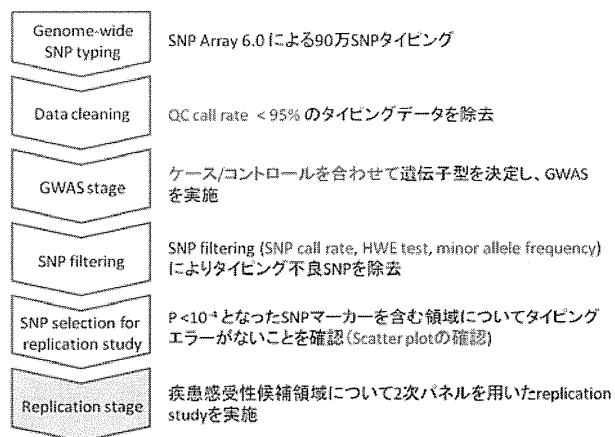 Genome-wide
SNP typing
SNP Array 6.0 による90万SNPタイピング
Data cleaning
QC call rate < 95% のタイピングデータを除去
GWAS stage
ケース/コントロールを合わせて遺伝子型を決定し、GWAS
を実施
SNP filtering
SNP filtering (SNP call rate, HWE test, minor allele frequency)
によりタイピング不良SNPを除去
SNP selection for
replication study
P <10⁻⁴ となったSNPマーカーを含む領域についてタイピング
エラーがないことを確認(Scatter plotの確認)
Replication stage
疾患感受性候補領域について2次パネルを用いたreplication
studyを実施